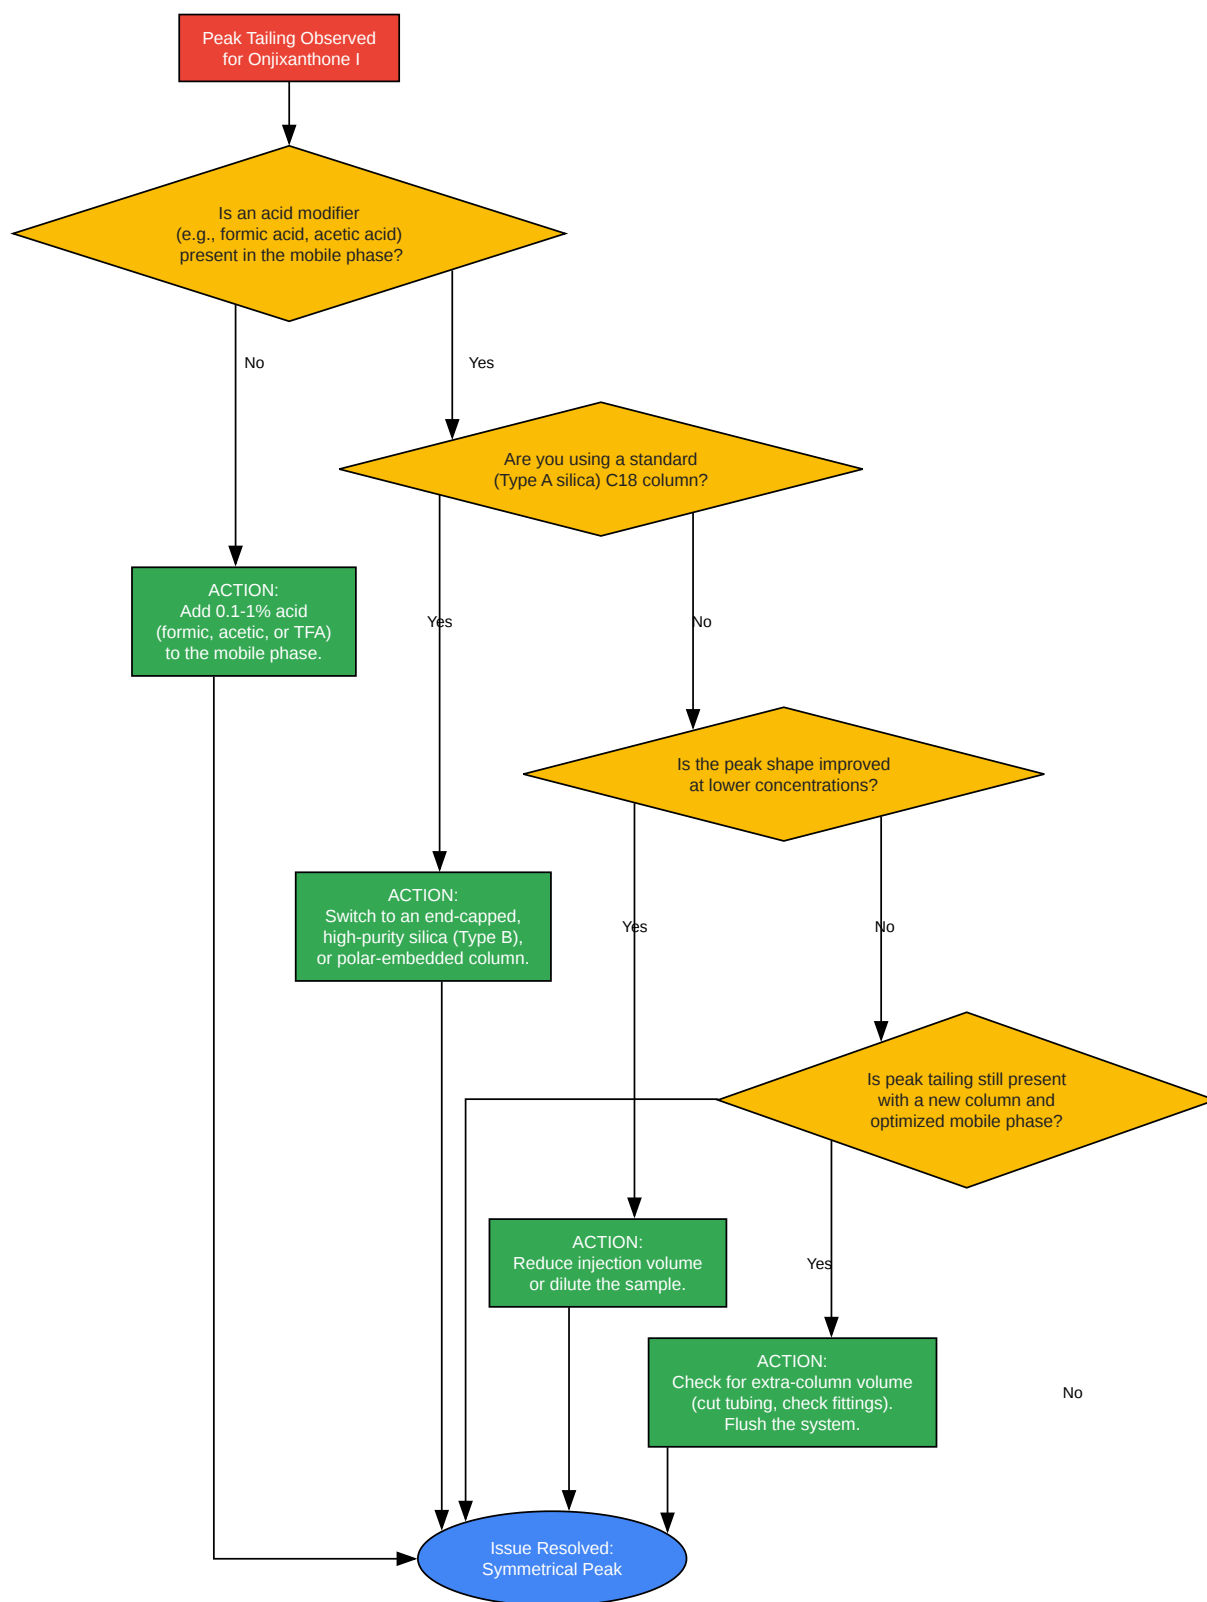 Peak Tailing Observed
for Onjixanthone I
Is an acid modifier
(e.g., formic acid, acetic acid)
present in the mobile phase?
No
Yes
Are you using a standard
(Type A silica) C18 column?
ACTION:
Add 0.1-1% acid
(formic, acetic, or TFA)
to the mobile phase.
Yes
No
Is the peak shape improved
at lower concentrations?
ACTION:
Switch to an end-capped,
high-purity silica (Type B),
or polar-embedded column.
Yes
No
Is peak tailing still present
with a new column and
optimized mobile phase?
ACTION:
Reduce injection volume
or dilute the sample.
Yes
ACTION:
Check for extra-column volume
(cut tubing, check fittings).
Flush the system.
No
Issue Resolved:
Symmetrical Peak